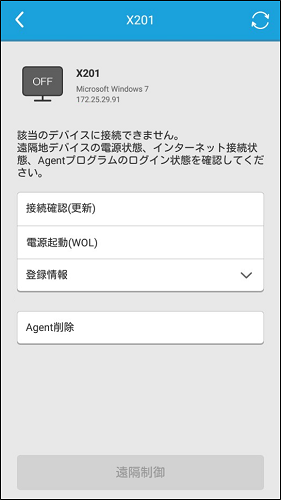 X201
OFF
X201
Microsoft Windows 7
172.25.29.91
該当のデバイスに接続できません。
遠隔地デバイスの電源状態、インターネット接続状
態、Agentプログラムのログイン状態を確認してくだ
さい。
接続確認(更新)
電源起動(WOL)
登録情報
Agent削除
遠隔制御